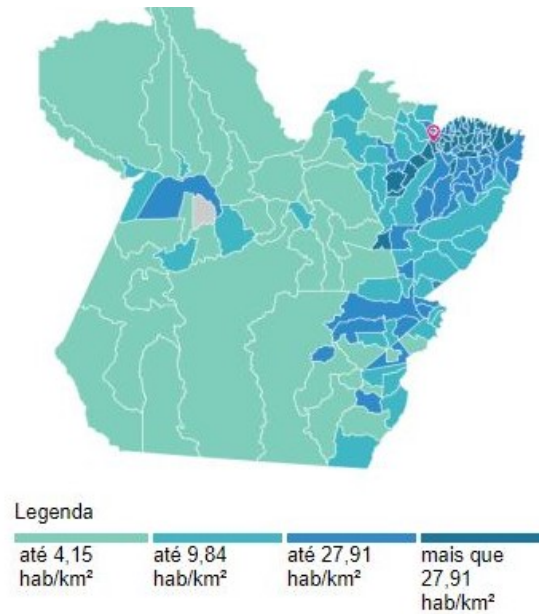 Legenda
até 4,15
hab/km²
até 9,84
hab/km²
até 27,91
hab/km²
mais que
27,91
hab/km²